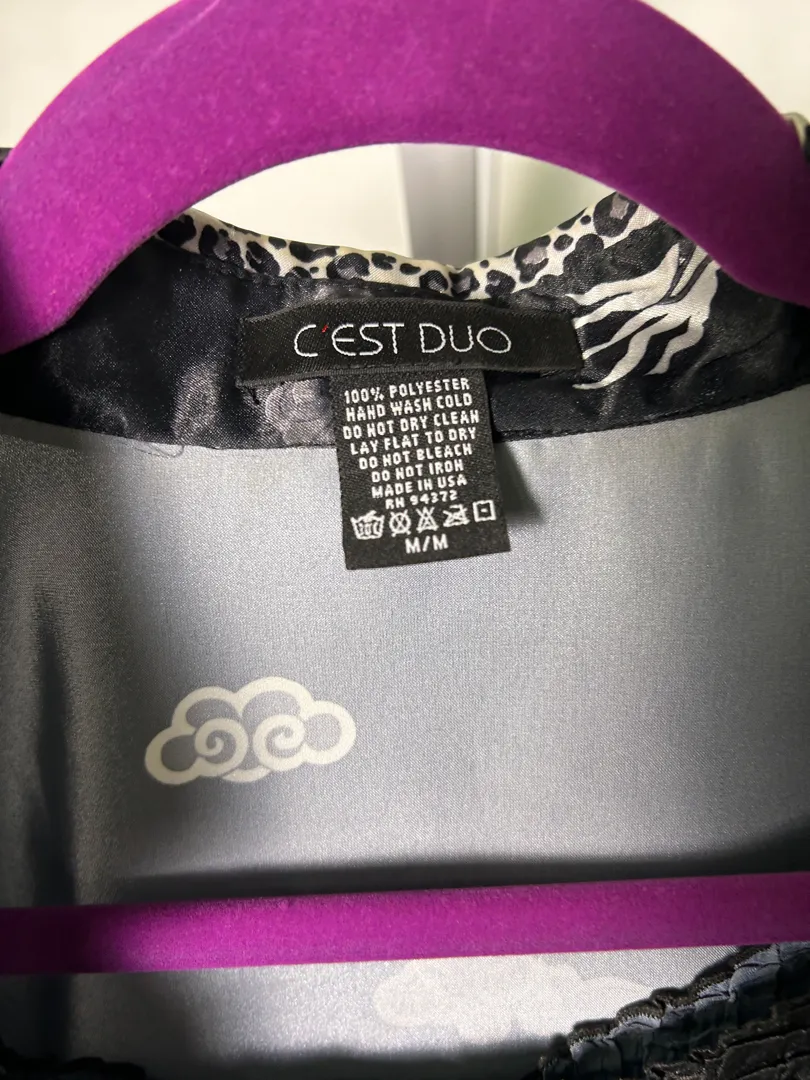 C'EST DUO
100% POLYESTER
HAND WASH COLD
DO NOT DRY CLEAN
LAY FLAT TO DRY
DO NOT BLEACH
DO NOT IRON
MADE IN USA
RN 94372
M/M